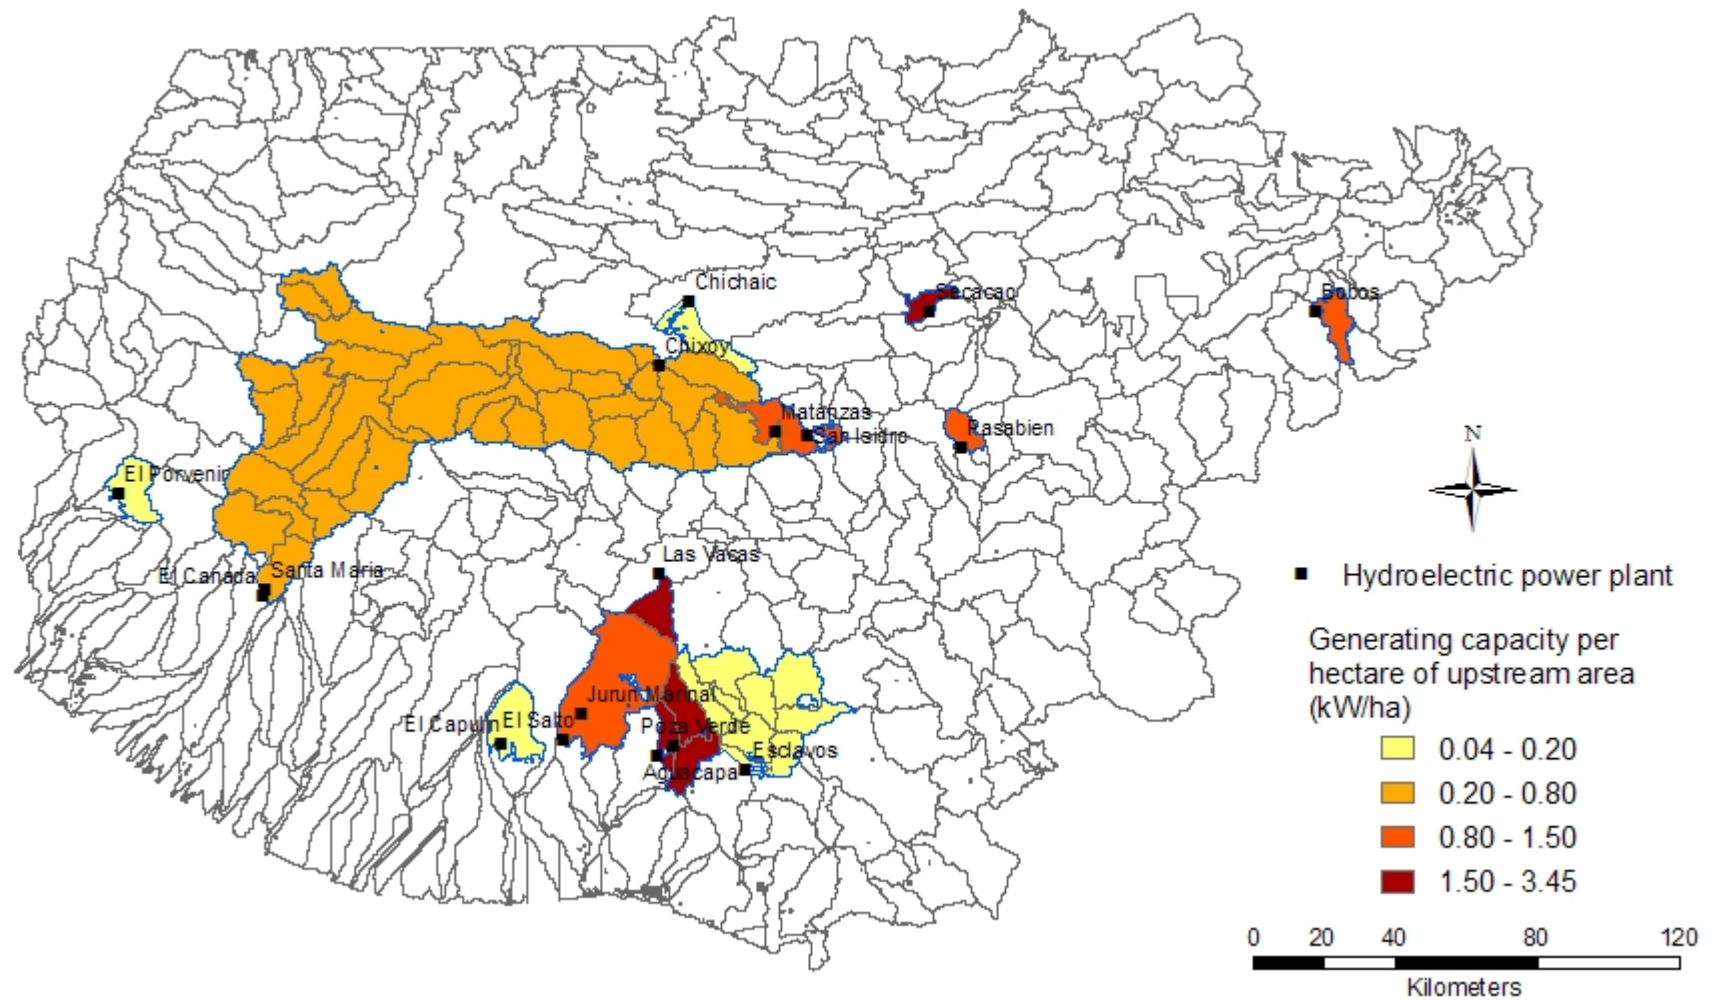 Chichaic
Secacao
Bobos
Chixoy
Matanzas
San Isidro
Pasabien
El Porvenir
N
Las Vacas
El Canada
Santa Maria
Hydroelectric power plant
Generating capacity per
hectare of upstream area
(kW/ha)
Jurun Marinal
El Capulin
El Salto
Poza Verde
Esclavos
Aguacapa
0.04 - 0.20
0.20 - 0.80
0.80 - 1.50
1.50 - 3.45
0 20 40 80 120
Kilometers